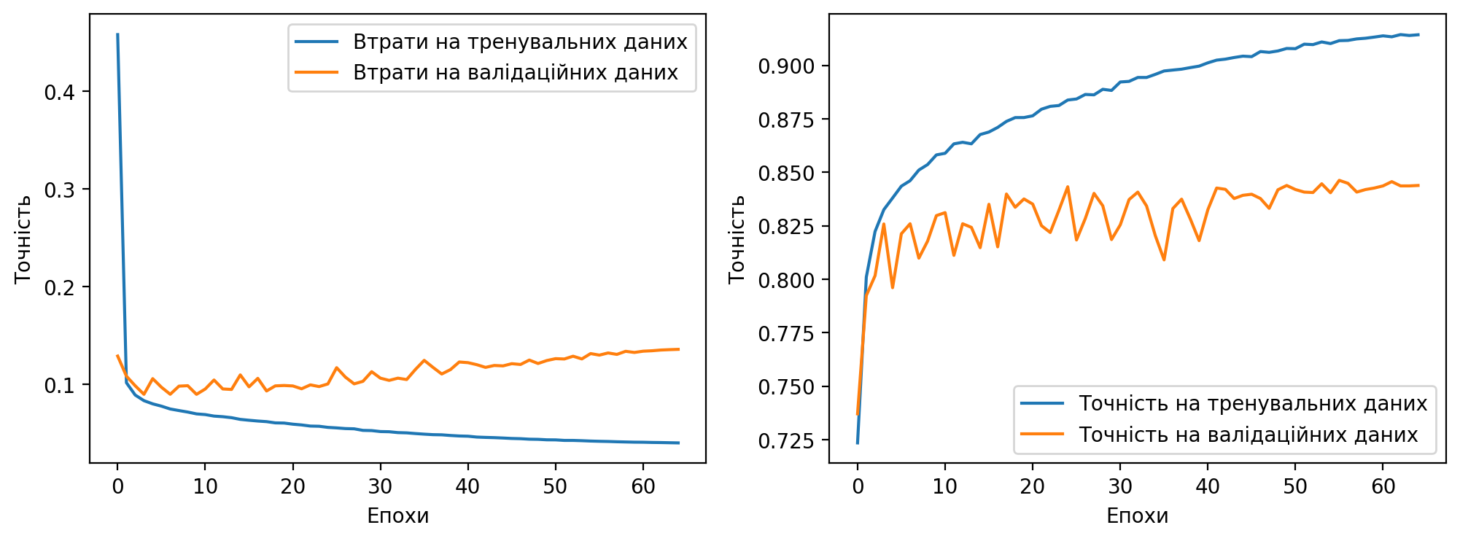 Втрати на тренувальних даних
Втрати на валідаційних даних
0.4
0.3
0.2
0.1
Точність
0 10 20 30 40 50 60
Епохи
0.900
0.875
0.850
0.825
0.800
0.775
0.750
0.725
Точність
Точність на тренувальних даних
Точність на валідаційних даних
0 10 20 30 40 50 60
Епохи